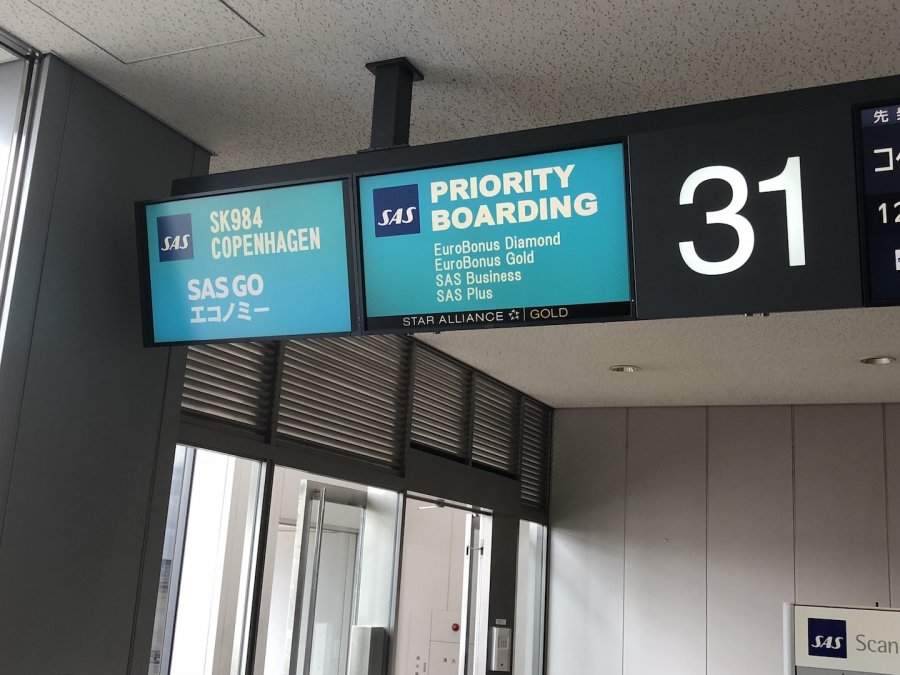 SAS
SK984
COPENHAGEN
SAS GO
エコノミー
SAS
PRIORITY
BOARDING
EuroBonus Diamond
EuroBonus Gold
SAS Business
SAS Plus
STAR ALLIANCE | GOLD
31
先
コペ
12
SAS
Scan